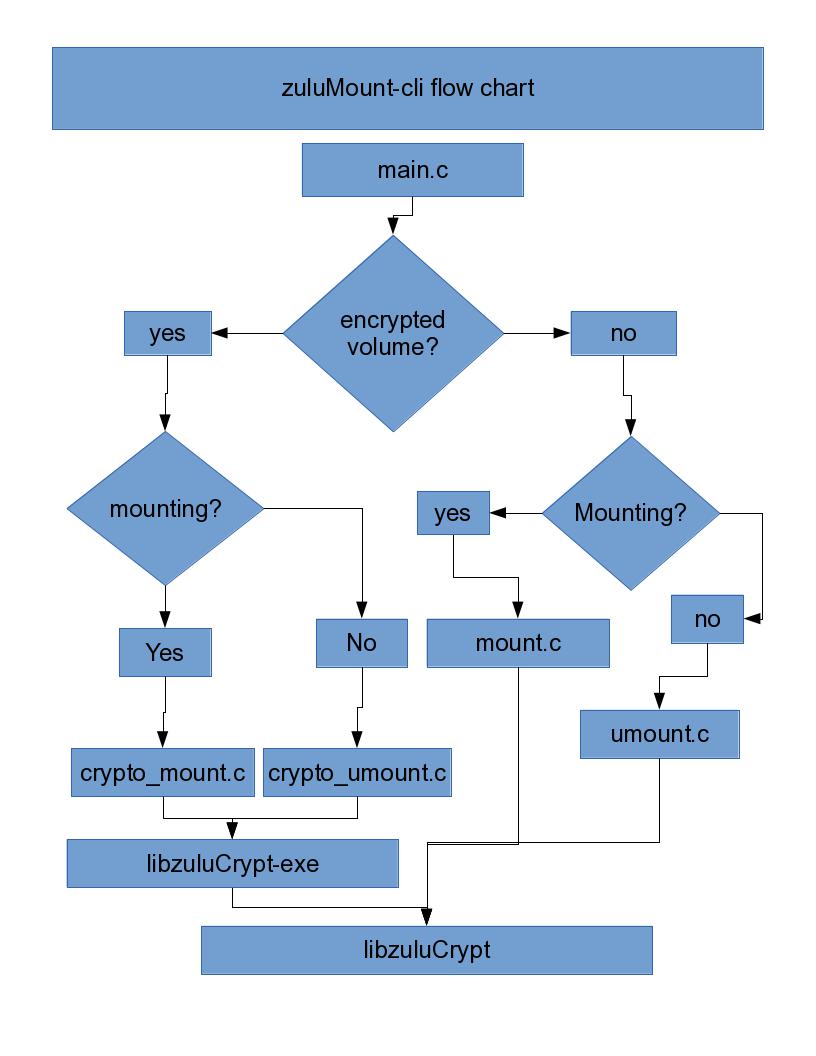 zuluMount-cli flow chart
main.c
encrypted
volume?
yes
no
mounting?
yes
Mounting?
no
Yes
No
mount.c
umount.c
crypto_mount.c
crypto_umount.c
libzuluCrypt-exe
libzuluCrypt